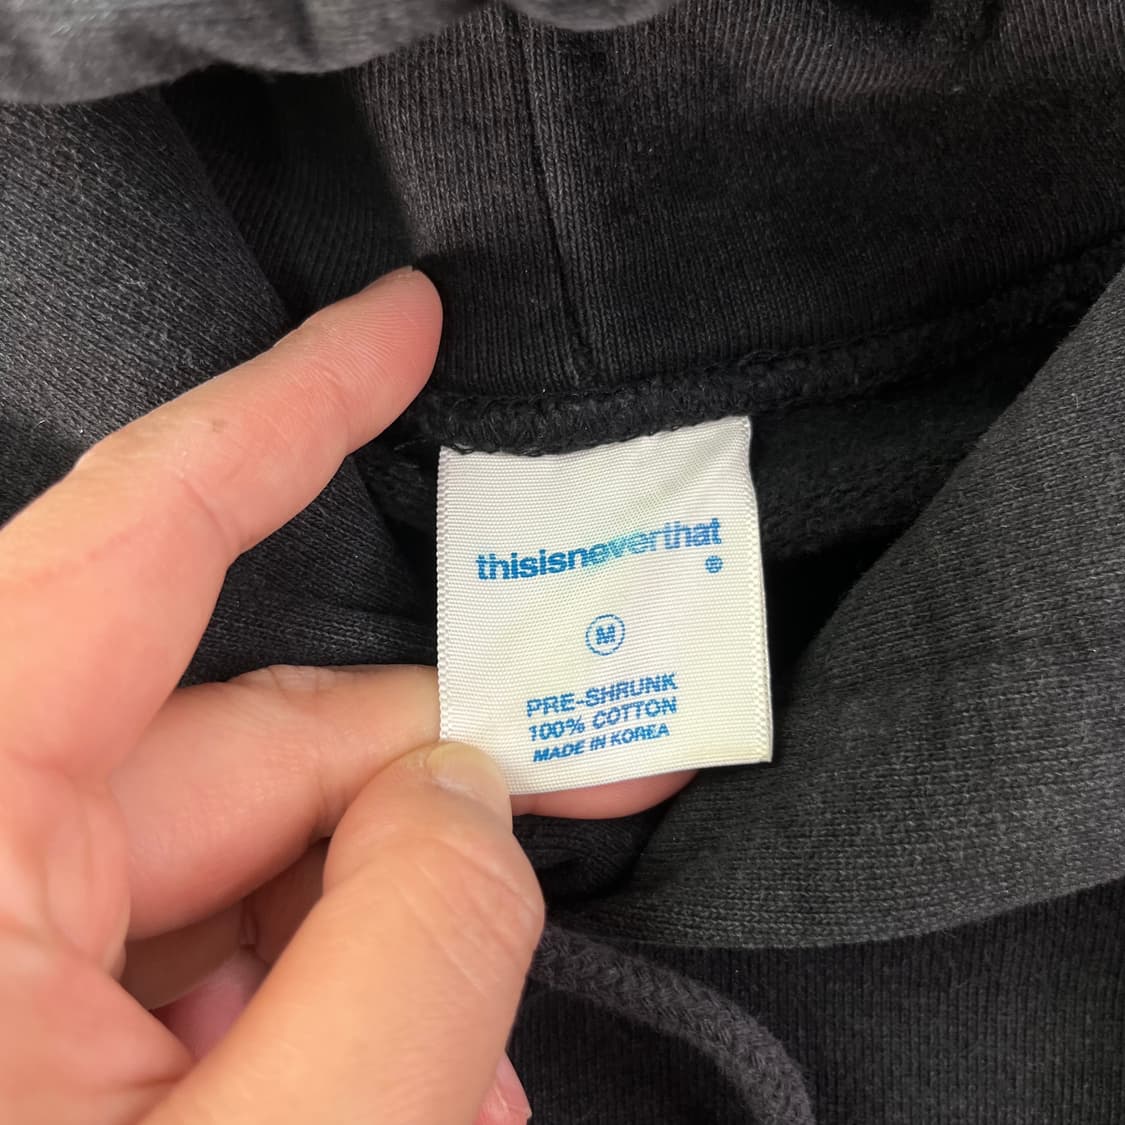 thisisneverthat
®
M
PRE-SHRUNK
100% COTTON
MADE IN KOREA